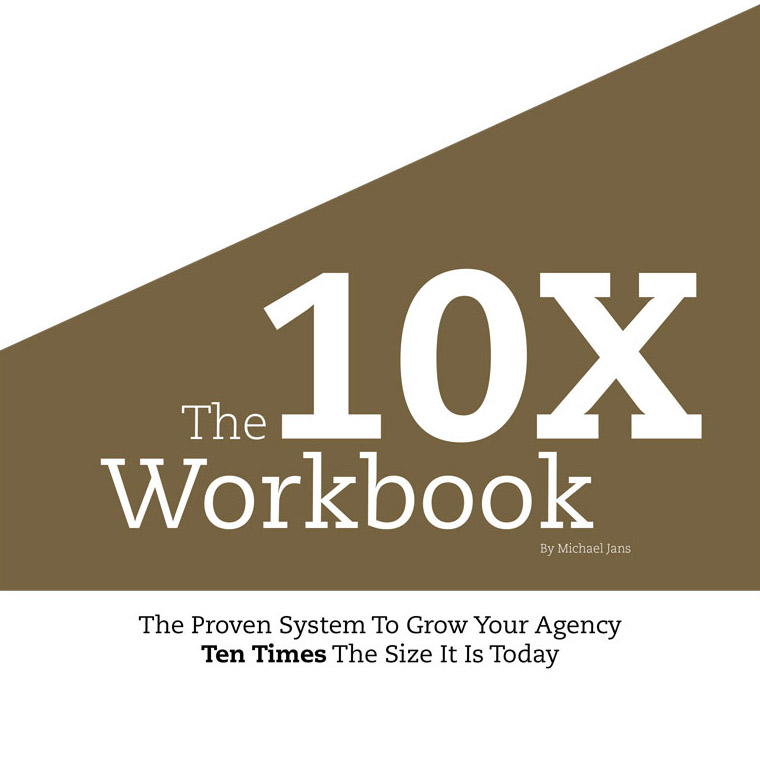 The 10X
Workbook
By Michael Jans
The Proven System To Grow Your Agency
Ten Times The Size It Is Today